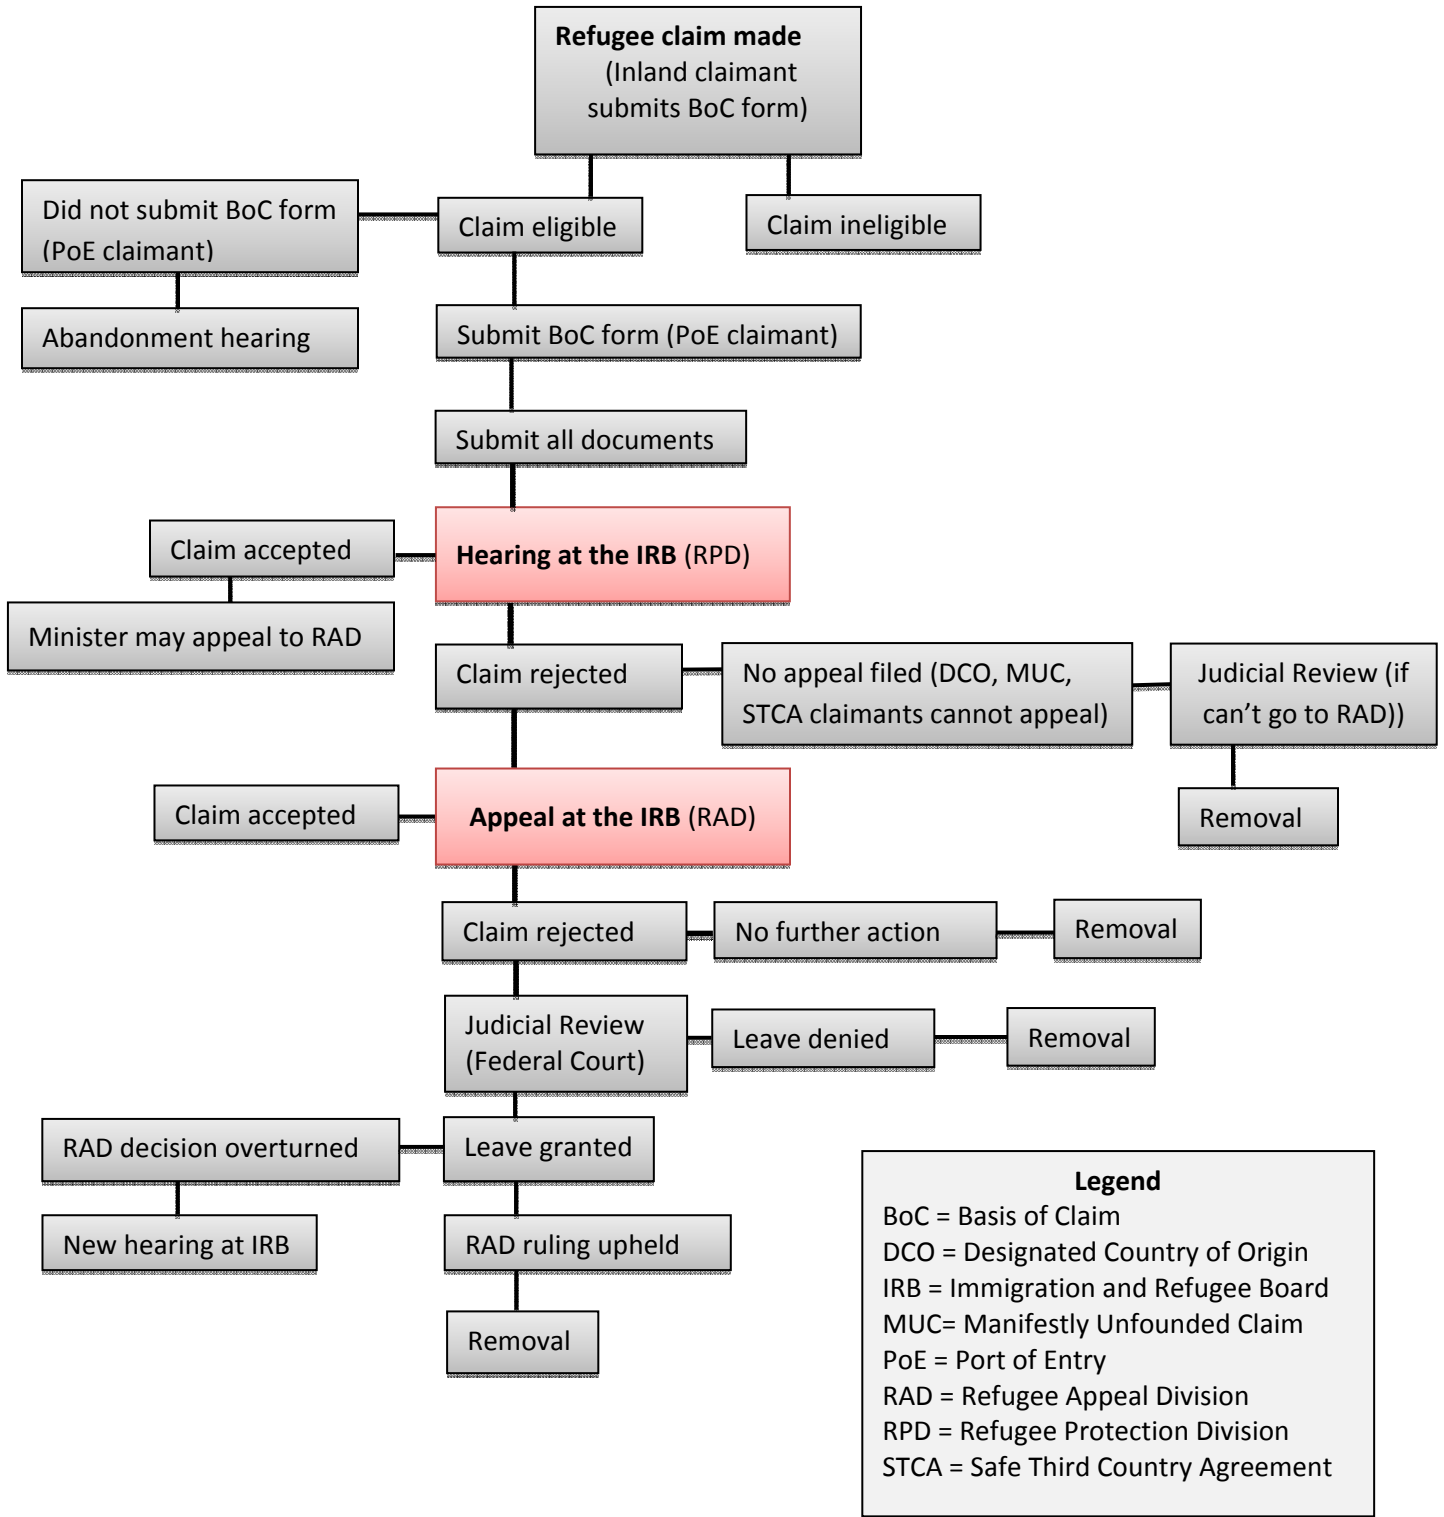 Refugee claim made
(Inland claimant
submits BoC form)
Did not submit BoC form
(PoE claimant)
Claim eligible
Claim ineligible
Abandonment hearing
Submit BoC form (PoE claimant)
Submit all documents
Claim accepted
Hearing at the IRB (RPD)
Minister may appeal to RAD
Claim rejected
No appeal filed (DCO, MUC,
STCA claimants cannot appeal)
Judicial Review (if
can’t go to RAD))
Claim accepted
Appeal at the IRB (RAD)
Removal
Claim rejected
No further action
Removal
Judicial Review
(Federal Court)
Leave denied
Removal
RAD decision overturned
Leave granted
New hearing at IRB
RAD ruling upheld
Removal
Legend
BoC = Basis of Claim
DCO = Designated Country of Origin
IRB = Immigration and Refugee Board
MUC= Manifestly Unfounded Claim
PoE = Port of Entry
RAD = Refugee Appeal Division
RPD = Refugee Protection Division
STCA = Safe Third Country Agreement